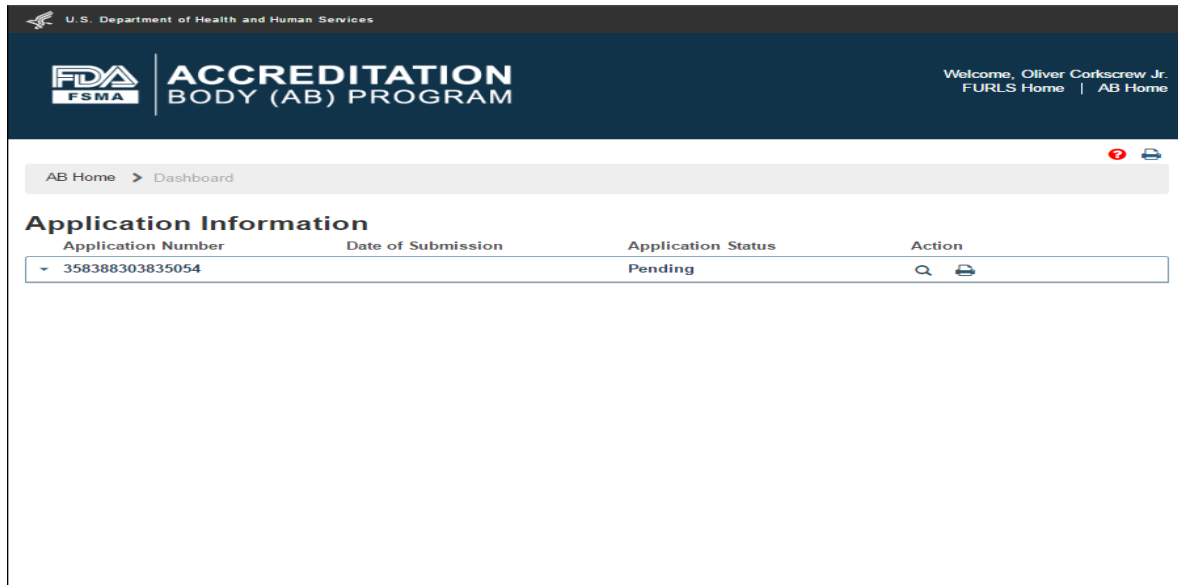 U.S. Department of Health and Human Services
FDA
FSMA
ACCREDITATION
BODY (AB) PROGRAM
Welcome, Oliver Corkscrew Jr.
FURLS Home | AB Home
AB Home > Dashboard
Application Information
Application Number Date of Submission Application Status Action
358388303835054 Pending